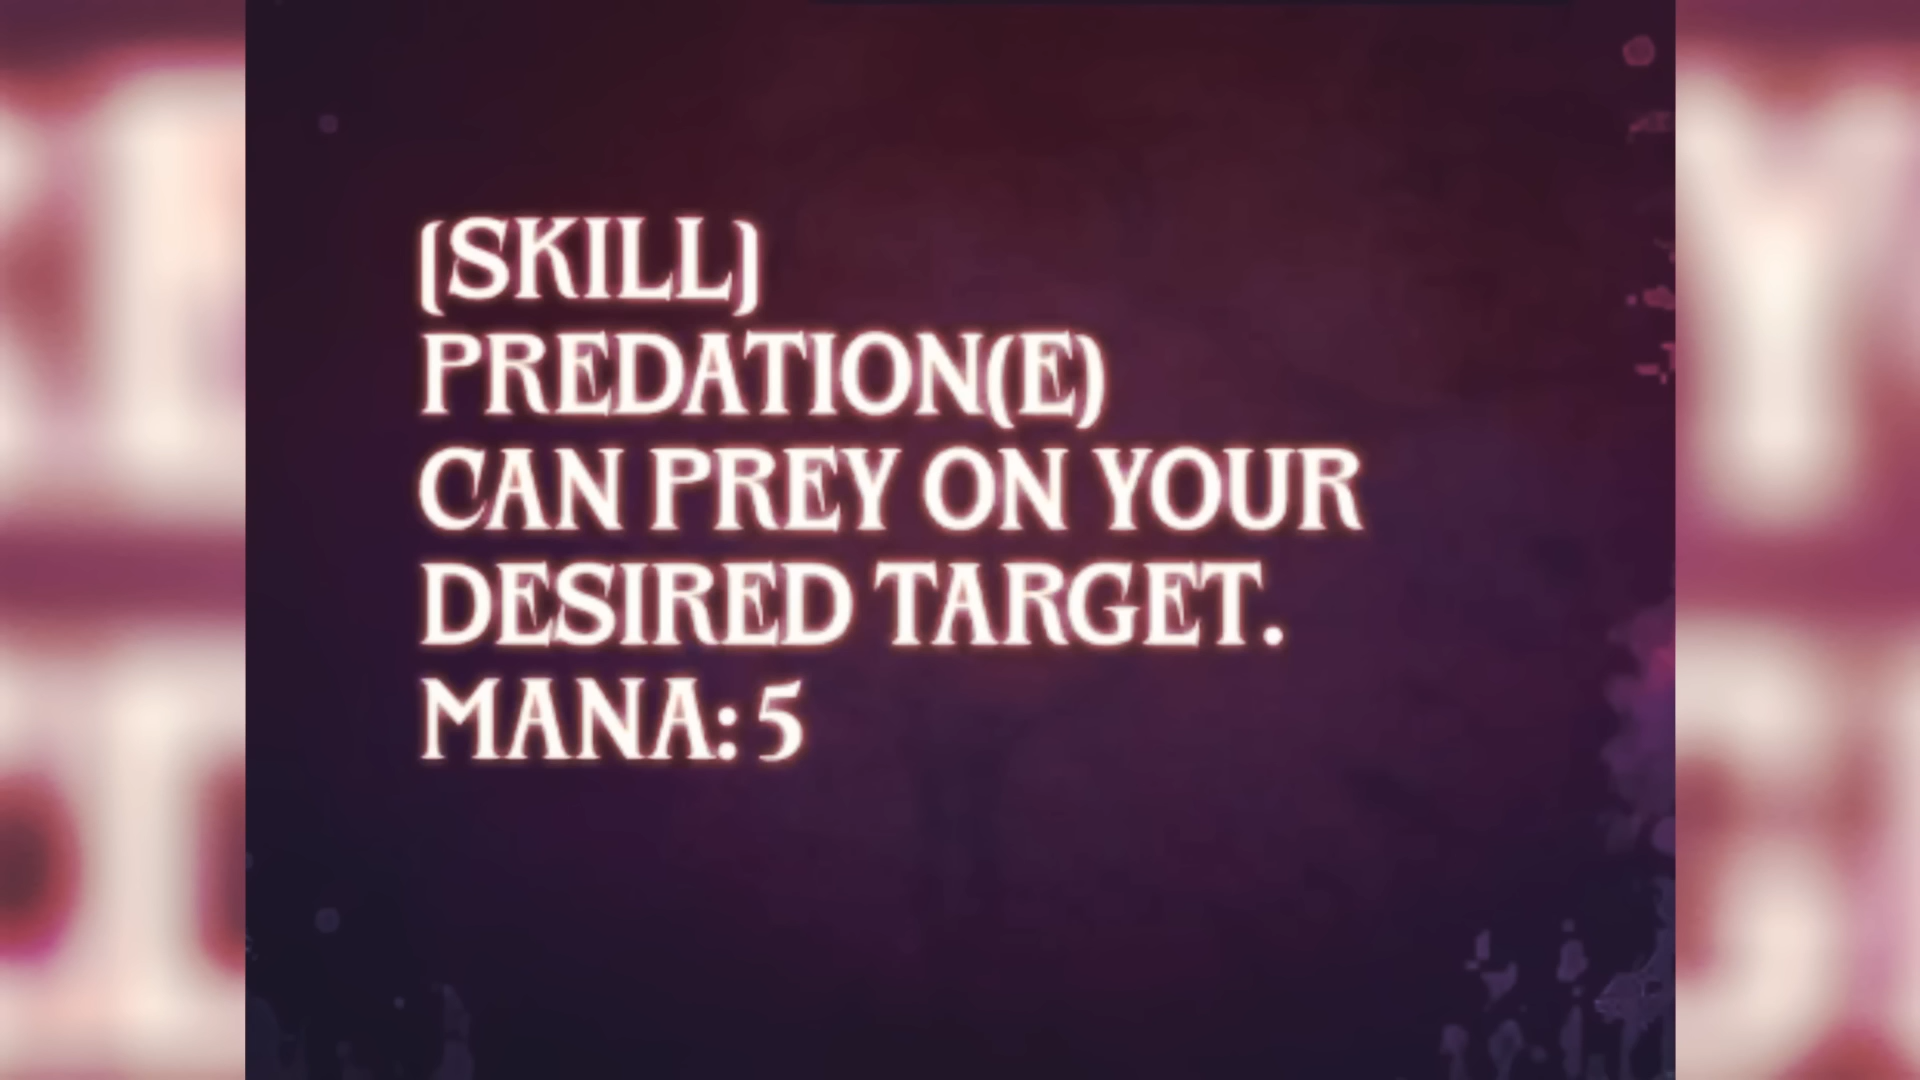 (SKILL)
PREDATION(E)
CAN PREY ON YOUR
DESIRED TARGET.
MANA: 5